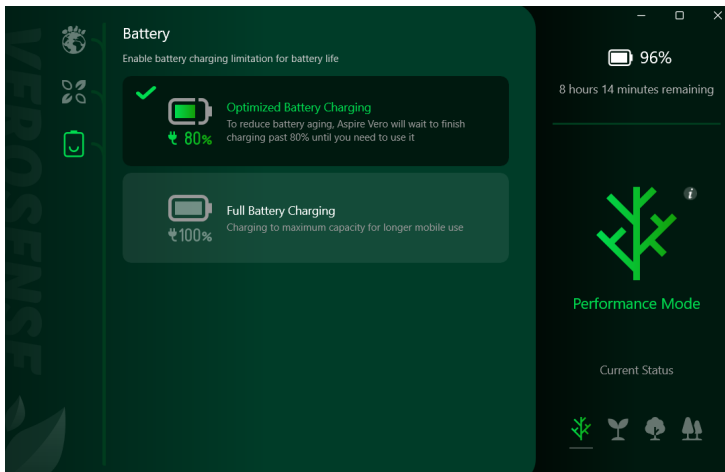 VEROSENSE
Battery
Enable battery charging limitation for battery life
Optimized Battery Charging
To reduce battery aging, Aspire Vero will wait to finish
charging past 80% until you need to use it
80%
Full Battery Charging
Charging to maximum capacity for longer mobile use
100%
96%
8 hours 14 minutes remaining
i
Performance Mode
Current Status